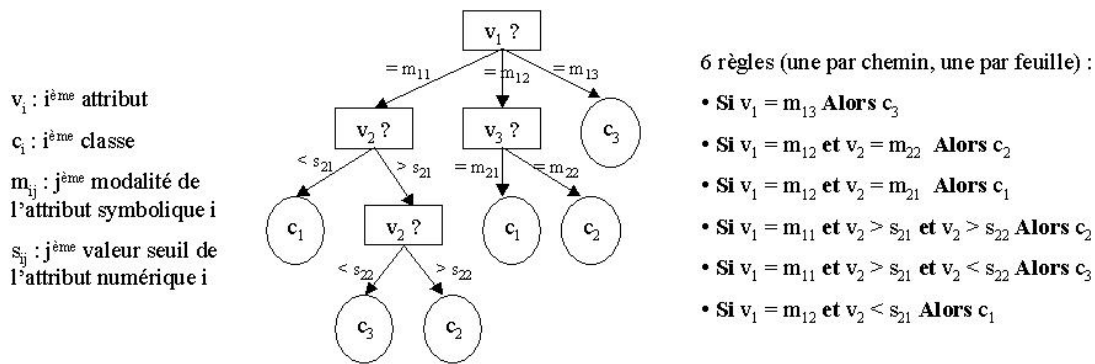 v₁ ?
= m₁₁
= m₁₂
= m₁₃
v₂ ?
v₃ ?
c₃
< s₂₁
> s₂₁
= m₂₁
= m₂₂
c₁
v₂ ?
c₁
c₂
< s₂₂
> s₂₂
c₃
c₂
vᵢ : iᵉᵐᵉ attribut
cᵢ : iᵉᵐᵉ classe
mᵢⱼ : jᵉᵐᵉ modalité de
l’attribut symbolique i
sᵢⱼ : jᵉᵐᵉ valeur seuil de
l’attribut numérique i
6 règles (une par chemin, une par feuille) :
• Si v₁ = m₁₃ Alors c₃
• Si v₁ = m₁₂ et v₂ = m₂₂ Alors c₂
• Si v₁ = m₁₂ et v₂ = m₂₁ Alors c₁
• Si v₁ = m₁₁ et v₂ > s₂₁ et v₂ > s₂₂ Alors c₂
• Si v₁ = m₁₁ et v₂ > s₂₁ et v₂ < s₂₂ Alors c₃
• Si v₁ = m₁₂ et v₂ < s₂₁ Alors c₁